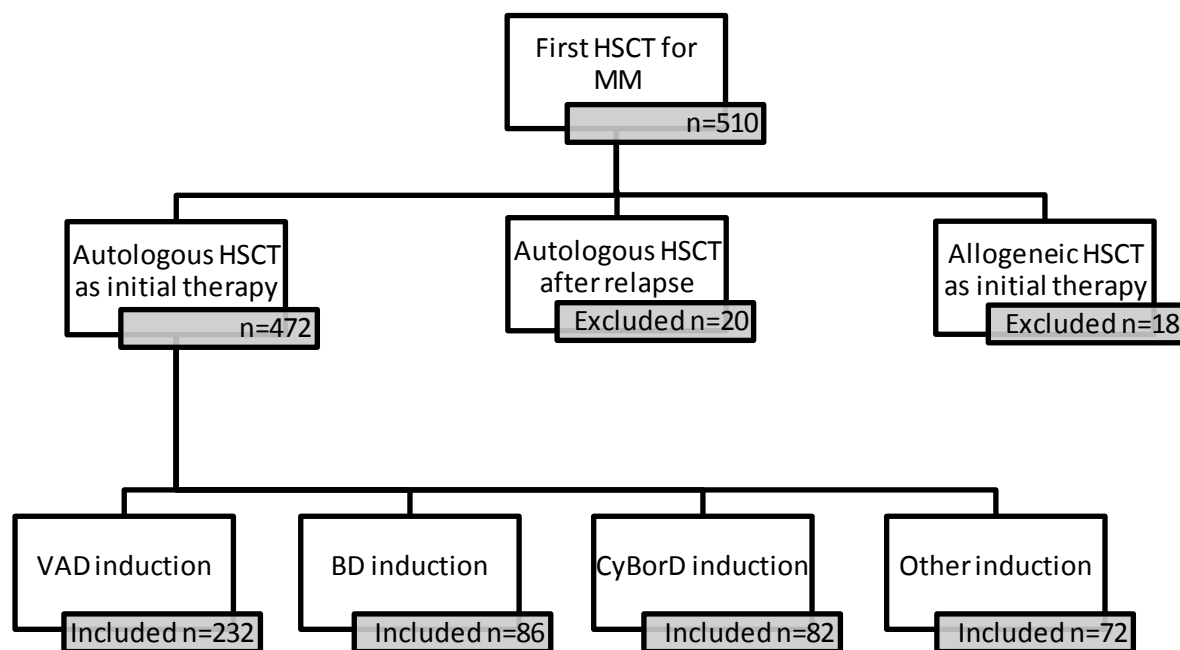 First HSCT for
MM
n=510
Autologous HSCT
as initial therapy
n=472
Autologous HSCT
after relapse
Excluded n=20
Allogeneic HSCT
as initial therapy
Excluded n=18
VAD induction
Included n=232
BD induction
Included n=86
CyBorD induction
Included n=82
Other induction
Included n=72